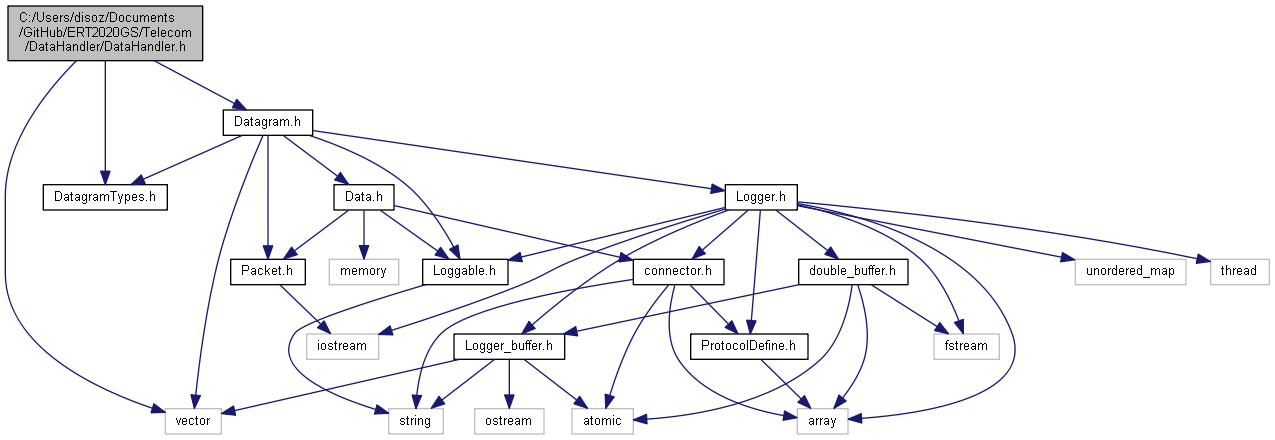 C:/Users/disoz/Documents
/GitHub/ERT2020GS/Telecom
/DataHandler/DataHandler.h
Datagram.h
DatagramTypes.h
Data.h
Logger.h
Packet.h
memory
Loggable.h
connector.h
double_buffer.h
unordered_map
thread
iostream
Logger_buffer.h
ProtocolDefine.h
fstream
vector
string
ostream
atomic
array